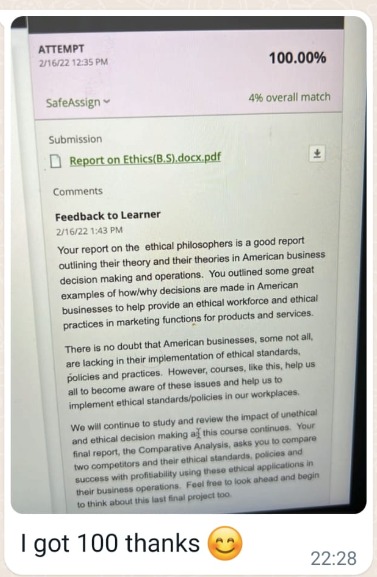 ATTEMPT
2/16/22 12:35 PM
100.00%
SafeAssign
4% overall match
Submission
Report on Ethics(B.S).docx.pdf
Comments
Feedback to Learner
2/16/22 1:43 PM
Your report on the ethical philosophers is a good report
outlining their theory and their theories in American business
decision making and operations. You outlined some great
examples of how/why decisions are made in American
businesses to help provide an ethical workforce and ethical
practices in marketing functions for products and services.
There is no doubt that American businesses, some not all,
are lacking in their implementation of ethical standards,
policies and practices. However, courses, like this, help us
all to become aware of these issues and help us to
implement ethical standards/policies in our workplaces.
We will continue to study and review the impact of unethical
and ethical decision making as this course continues. Your
final report, the Comparative Analysis, asks you to compare
two competitors and their ethical standards, policies and
success with profitiability using these ethical applications in
their business operations. Feel free to look ahead and begin
to think about this last final project too.
I got 100 thanks 😊
22:28